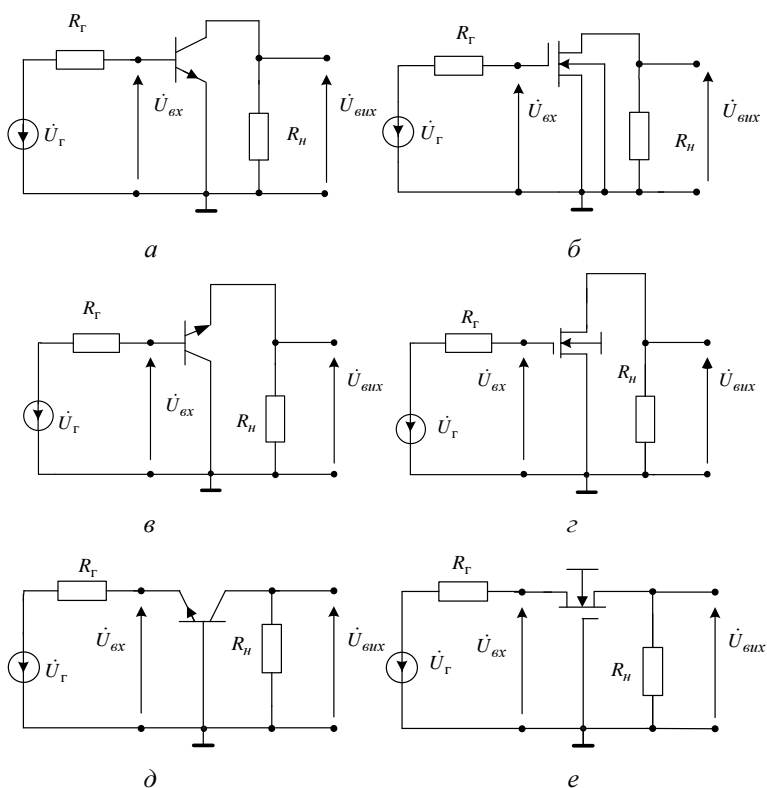 R_Г
U̇_вх
U̇_Г
R_н
U̇_вих
а
R_Г
U̇_вх
U̇_Г
R_н
U̇_вих
б
R_Г
U̇_вх
U̇_Г
R_н
U̇_вих
в
R_Г
U̇_вх
U̇_Г
R_н
U̇_вих
г
R_Г
U̇_вх
U̇_Г
R_н
U̇_вих
д
R_Г
U̇_вх
U̇_Г
R_н
U̇_вих
е